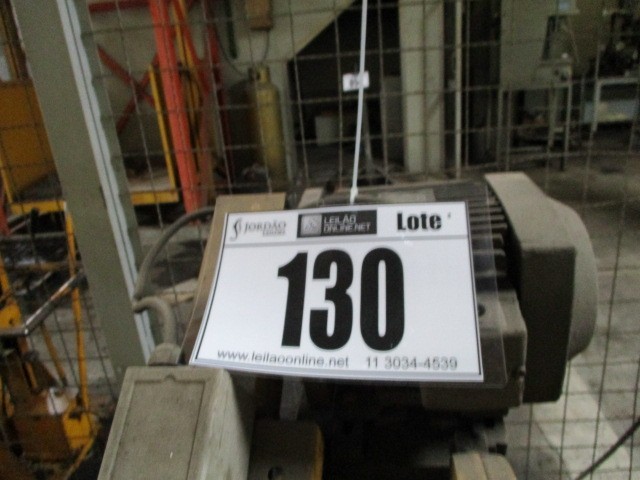 JORDÃO LEILÃO Lote
ONLINE.NET
130
www.leilaoonline.net 11 3034-4539